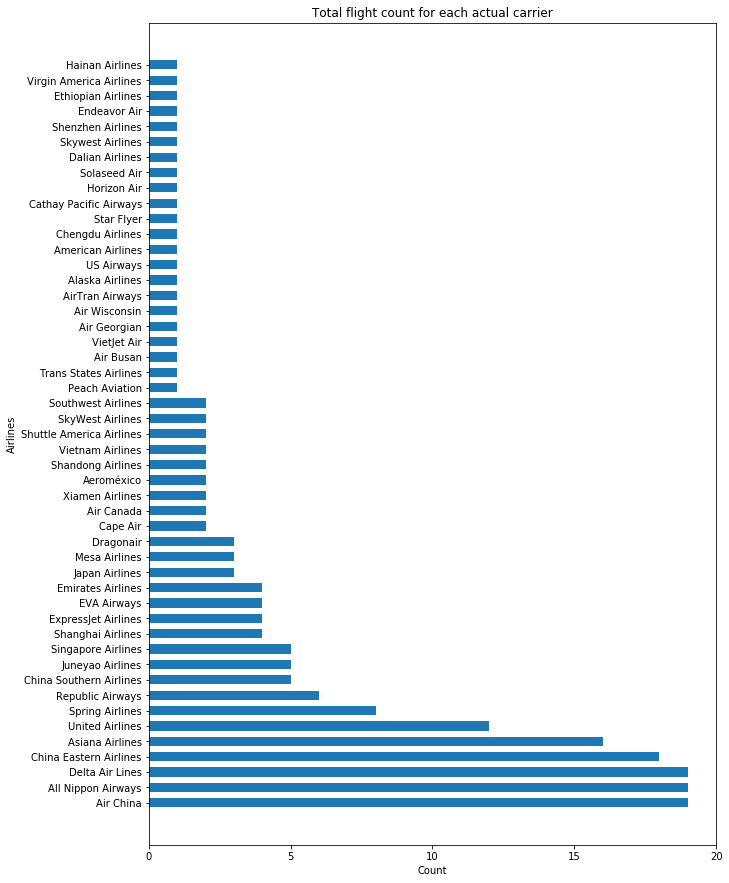 Total flight count for each actual carrier
Hainan Airlines
Virgin America Airlines
Ethiopian Airlines
Endeavor Air
Shenzhen Airlines
Skywest Airlines
Dalian Airlines
Solaseed Air
Horizon Air
Cathay Pacific Airways
Star Flyer
Chengdu Airlines
American Airlines
US Airways
Alaska Airlines
AirTran Airways
Air Wisconsin
Air Georgian
VietJet Air
Air Busan
Trans States Airlines
Peach Aviation
Southwest Airlines
SkyWest Airlines
Shuttle America Airlines
Vietnam Airlines
Shandong Airlines
Aeroméxico
Xiamen Airlines
Air Canada
Cape Air
Dragonair
Mesa Airlines
Japan Airlines
Emirates Airlines
EVA Airways
ExpressJet Airlines
Shanghai Airlines
Singapore Airlines
Juneyao Airlines
China Southern Airlines
Republic Airways
Spring Airlines
United Airlines
Asiana Airlines
China Eastern Airlines
Delta Air Lines
All Nippon Airways
Air China
Airlines
0 5 10 15 20
Count